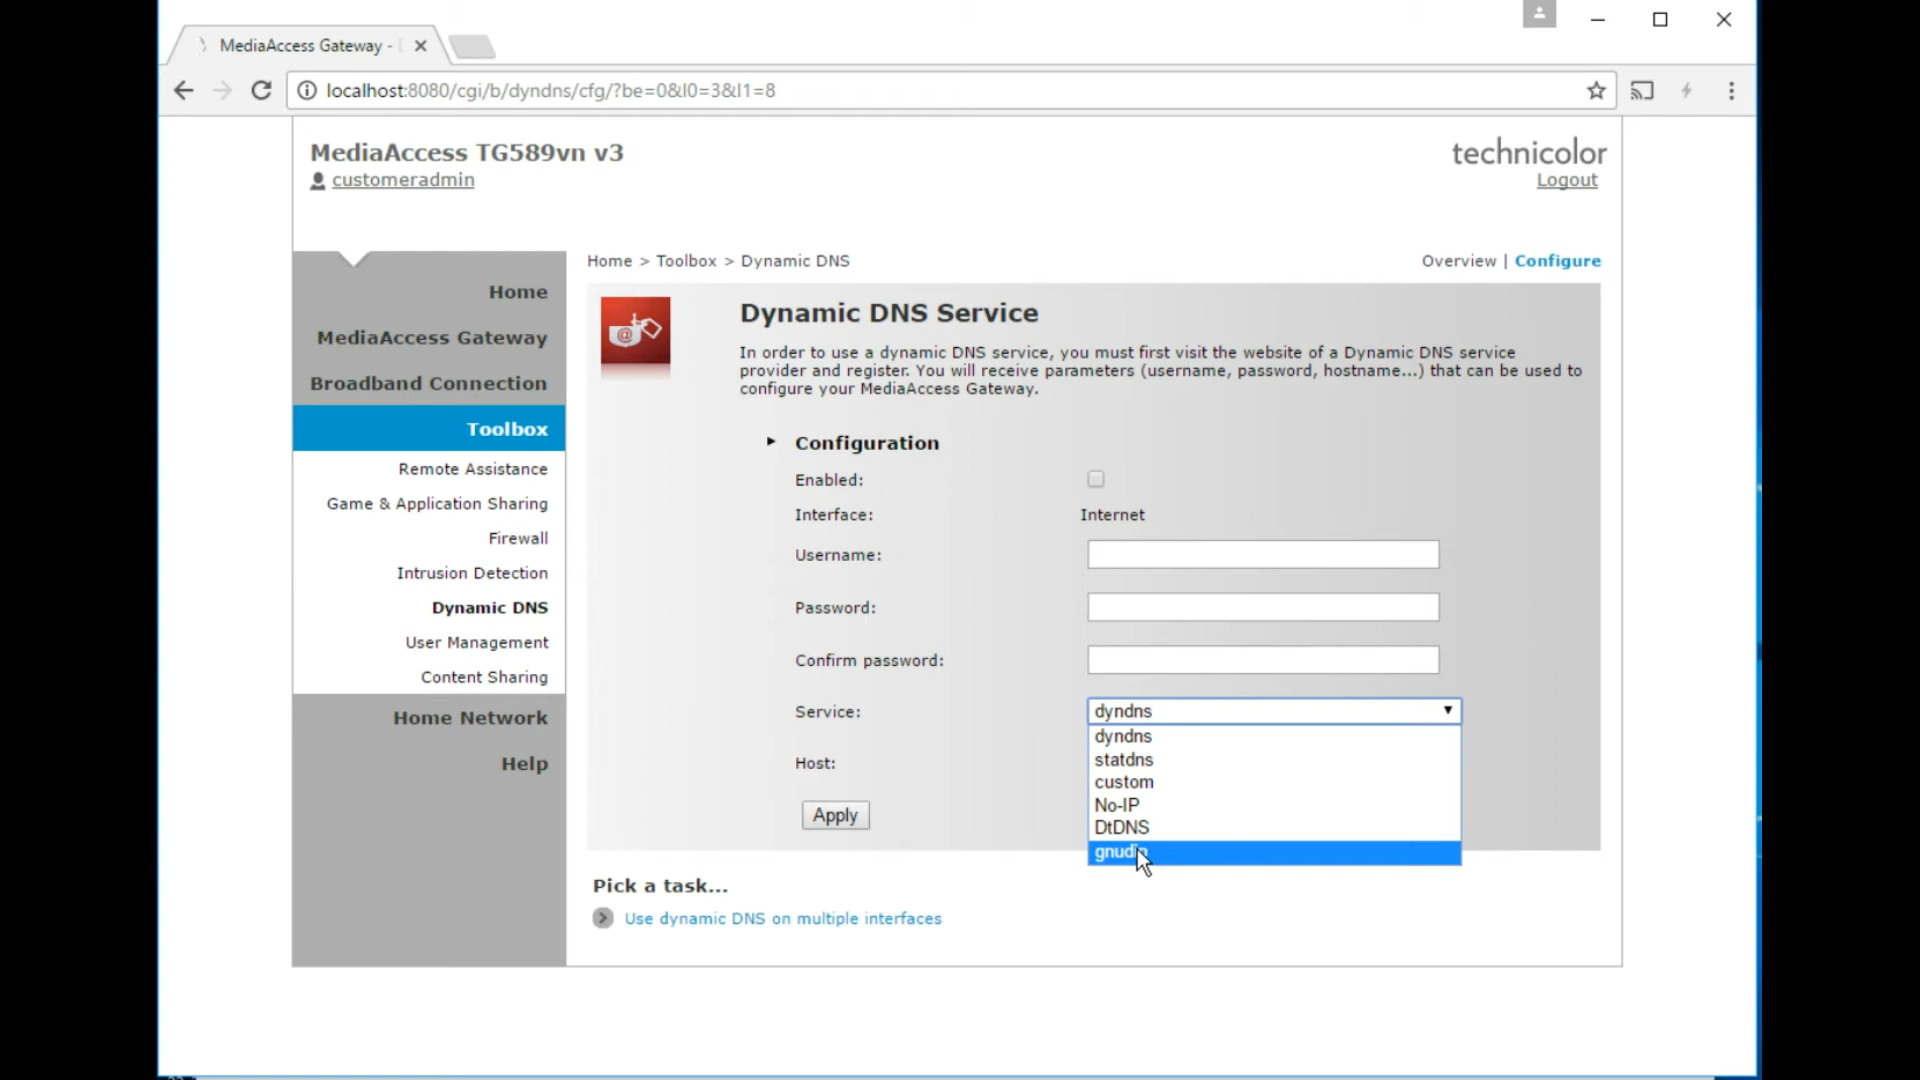 MediaAccess Gateway -
localhost:8080/cgi/b/dyndns/cfg/?be=0&l0=3&l1=8
MediaAccess TG589vn v3
technicolor
customeradmin
Logout
Home > Toolbox > Dynamic DNS
Overview | Configure
Home
MediaAccess Gateway
Broadband Connection
Toolbox
Remote Assistance
Game & Application Sharing
Firewall
Intrusion Detection
Dynamic DNS
User Management
Content Sharing
Home Network
Help
Dynamic DNS Service
In order to use a dynamic DNS service, you must first visit the website of a Dynamic DNS service
provider and register. You will receive parameters (username, password, hostname...) that can be used to
configure your MediaAccess Gateway.
Configuration
Enabled:
Interface: Internet
Username:
Password:
Confirm password:
Service: dyndns
dyndns
statdns
custom
No-IP
DtDNS
gnudip
Host:
Apply
Pick a task...
Use dynamic DNS on multiple interfaces